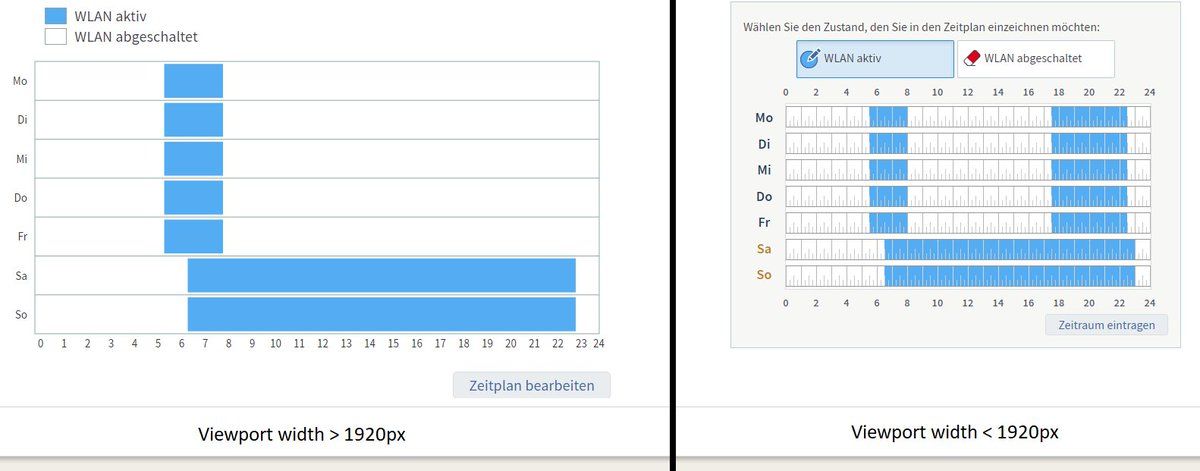 WLAN aktiv
WLAN abgeschaltet
Mo
Di
Mi
Do
Fr
Sa
So
0 1 2 3 4 5 6 7 8 9 10 11 12 13 14 15 16 17 18 19 20 21 22 23 24
Zeitplan bearbeiten
Viewport width > 1920px
Wählen Sie den Zustand, den Sie in den Zeitplan einzeichnen möchten:
WLAN aktiv WLAN abgeschaltet
0 2 4 6 8 10 12 14 16 18 20 22 24
Mo
Di
Mi
Do
Fr
Sa
So
0 2 4 6 8 10 12 14 16 18 20 22 24
Zeitraum eintragen
Viewport width < 1920px